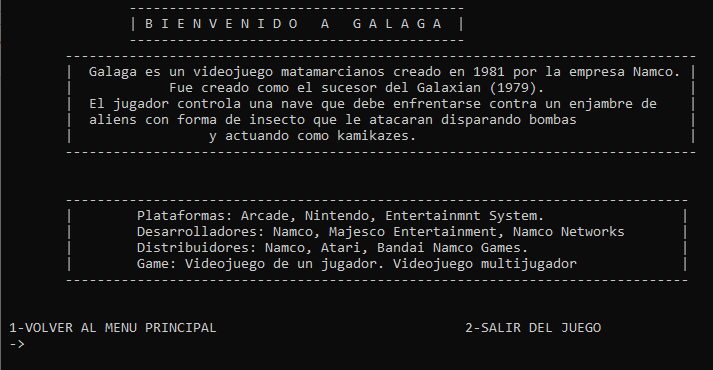 B I E N V E N I D O   A   G A L A G A
Galaga es un videojuego matamarcianos creado en 1981 por la empresa Namco.
Fue creado como el sucesor del Galaxian (1979).
El jugador controla una nave que debe enfrentarse contra un enjambre de
aliens con forma de insecto que le atacaran disparando bombas
y actuando como kamikazes.
Plataformas: Arcade, Nintendo, Entertainmnt System.
Desarrolladores: Namco, Majesco Entertainment, Namco Networks
Distribuidores: Namco, Atari, Bandai Namco Games.
Game: Videojuego de un jugador. Videojuego multijugador
1-VOLVER AL MENU PRINCIPAL 2-SALIR DEL JUEGO
->